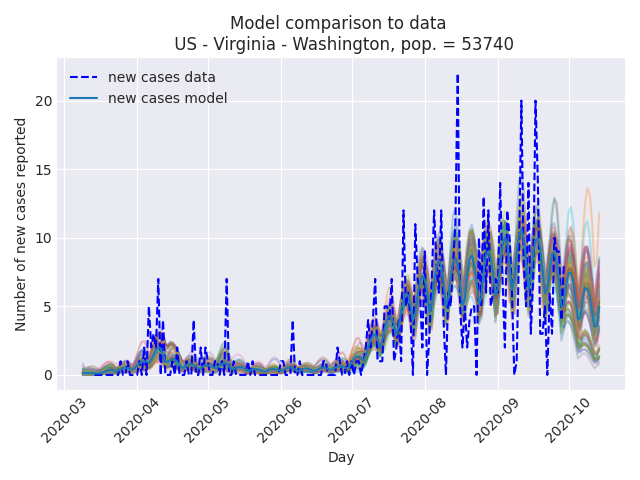 Model comparison to data
US - Virginia - Washington, pop. = 53740
new cases data
new cases model
Number of new cases reported
20
15
10
5
0
2020-03
2020-04
2020-05
2020-06
2020-07
2020-08
2020-09
2020-10
Day